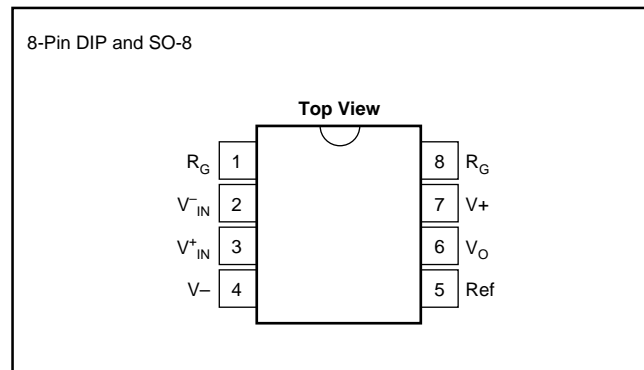 8-Pin DIP and SO-8
Top View
R_G 1 8 R_G
V⁻_IN 2 7 V+
V⁺_IN 3 6 V_O
V– 4 5 Ref